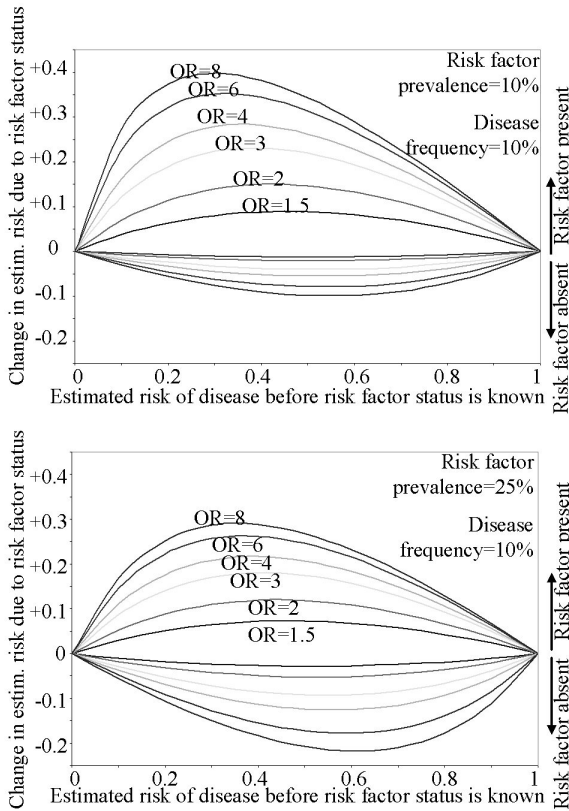 Change in estim. risk due to risk factor status
+0.4
+0.3
+0.2
+0.1
0
-0.1
-0.2
OR=8
OR=6
OR=4
OR=3
OR=2
OR=1.5
Risk factor
prevalence=10%
Disease
frequency=10%
Risk factor present
Risk factor absent
0 0.2 0.4 0.6 0.8 1
Estimated risk of disease before risk factor status is known
Change in estim. risk due to risk factor status
+0.4
+0.3
+0.2
+0.1
0
-0.1
-0.2
OR=8
OR=6
OR=4
OR=3
OR=2
OR=1.5
Risk factor
prevalence=25%
Disease
frequency=10%
Risk factor present
Risk factor absent
0 0.2 0.4 0.6 0.8 1
Estimated risk of disease before risk factor status is known